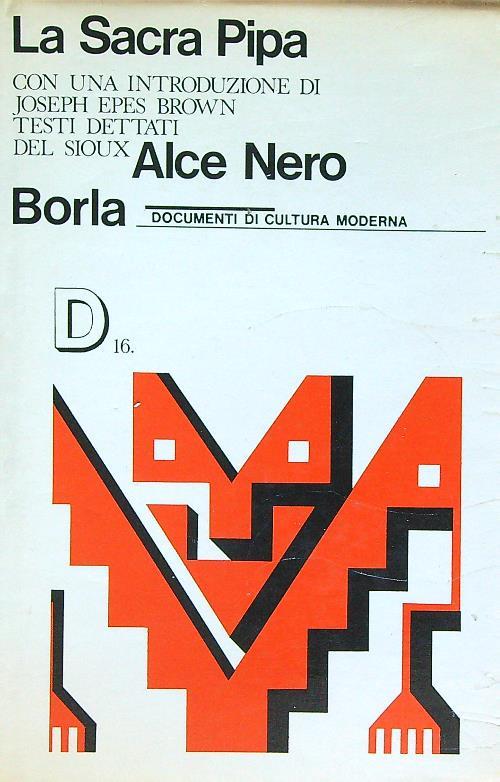 La Sacra Pipa
CON UNA INTRODUZIONE DI
JOSEPH EPES BROWN
TESTI DETTATI
DEL SIOUX Alce Nero
Borla DOCUMENTI DI CULTURA MODERNA
D 16.